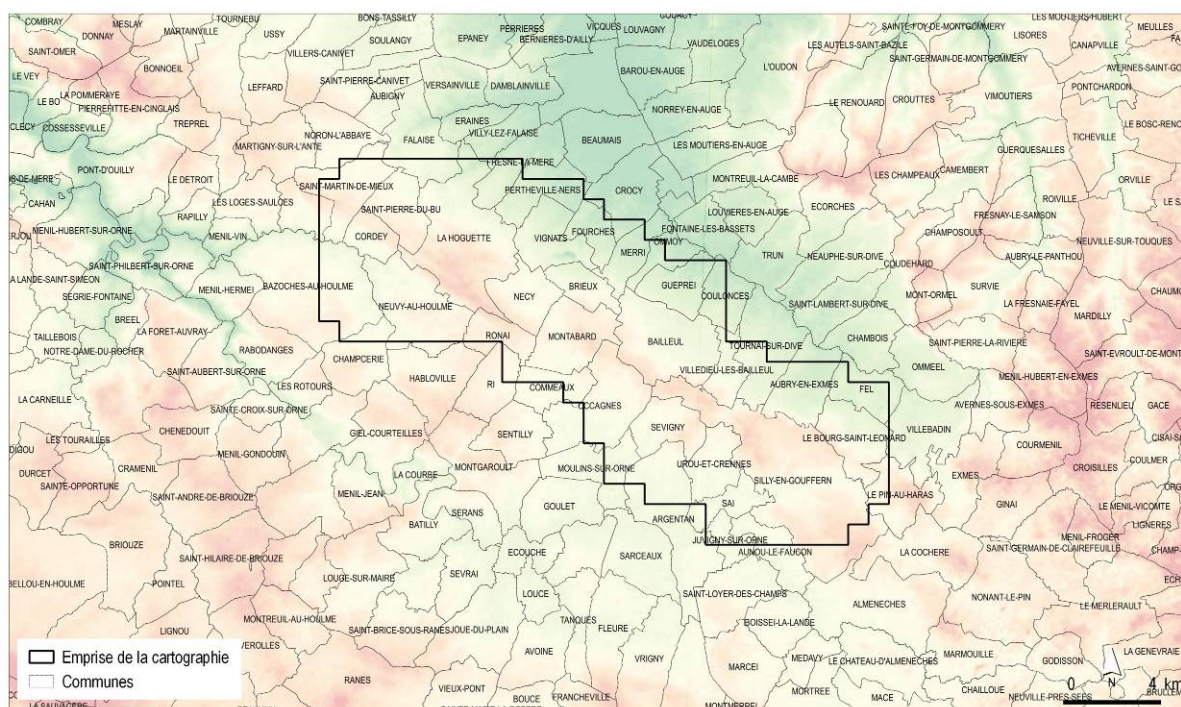 COMBRAY
MESLAY
TOURNEBU
BONS-TASSILLY
PERRIERES
VICQUES
GOURGY
SAINTE-FOY-DE-MONTGOMMERY
LES MOUTIERS-HUBERT
DONNAY
MARTAINVILLE
USSY
SOULANGY
EPANEY
BERNIERES-D'AILLY
LOUVAGNY
VAUDELOGES
LES AUTELS-SAINT-BAZILE
LISORES
CANAPVILLE
MEULLES
SAINT-OMER
VILLERS-CANIVET
SAINT-GERMAIN-DE-MONTGOMMERY
LE VEY
BONNOEIL
SAINT-PIERRE-CANIVET
VERSAINVILLE
DAMBLAINVILLE
BAROU-EN-AUGE
L'OUDON
AVERNES-SAINT-GO
LA POMMERAYE
LEFFARD
AUBIGNY
PONTCHARDON
LE BO
PIERREFITTE-EN-CINGLAIS
NORREY-EN-AUGE
LE RENOUARD
CROUTTES
VIMOUTIERS
CLECY
COSSESSEVILLE
TREPREL
ERAINES
LE BOSC-RENO
NORON-L'ABBAYE
FALAISE
VILLY-LEZ-FALAISE
BEAUMAIS
TICHEVILLE
MARTIGNY-SUR-L'ANTE
LES MOUTIERS-EN-AUGE
GUERQUESALLES
PONT-D'OUILLY
FRESNE-LA-MERE
CAMEMBERT
LE DETROIT
MONTREUIL-LA-CAMBE
LES CHAMPEAUX
ORVILLE
SAINT-MARTIN-DE-MIEUX
PERTHEVILLE-NERS
CROCY
ROIVILLE
CAHAN
LES LOGES-SAULCES
ECORCHES
RAPILLY
SAINT-PIERRE-DU-BU
LOUVIERES-EN-AUGE
FRESNAY-LE-SAMSON
MENIL-HUBERT-SUR-ORNE
MENIL-VIN
CORDEY
LA HOGUETTE
VIGNATS
FOURCHES
FONTAINE-LES-BASSETS
CHAMPOSOULT
NEUVILLE-SUR-TOUQUES
MERRI
OMMOY
TRUN
NEAUPHE-SUR-DIVE
COUDEHARD
AUBRY-LE-PANTHOU
SAINT-PHILBERT-SUR-ORNE
LA LANDE-SAINT-SIMEON
MENIL-HERMEI
BAZOCHES-AU-HOULME
NECY
BRIEUX
GUEPREI
COULONCES
SURVIE
CHAUMO
SEGRIE-FONTAINE
MONT-ORMEL
NEUVY-AU-HOULME
SAINT-LAMBERT-SUR-DIVE
LA FRESNAIE-FAYEL
BREEL
LA FORET-AUVRAY
MARDILLY
TAILLEBOIS
RONAI
MONTABARD
BAILLEUL
CHAMBOIS
SAINT-PIERRE-LA-RIVIERE
NOTRE-DAME-DU-ROCHER
RABODANGES
TOURNAI-SUR-DIVE
SAINT-EVROULT-DE-MONT
CHAMPCERIE
SAINT-AUBERT-SUR-ORNE
HABLOVILLE
VILLEDIEU-LES-BAILLEUL
OMMEEL
MENIL-HUBERT-EN-EXMES
LES ROTOURS
RI
COMMEAUX
AUBRY-EN-EXMES
FEL
LA CARNEILLE
OCCAGNES
AVERNES-SOUS-EXMES
RESENLIEU
GACE
SAINTE-CROIX-SUR-ORNE
CHENEDOUIT
GIEL-COURTEILLES
SENTILLY
SEVIGNY
LE BOURG-SAINT-LEONARD
VILLEBADIN
LES TOURAILLES
COURMENIL
MENIL-GONDOUIN
DURCET
CRAMENIL
LA COURBE
MONTGAROULT
MOULINS-SUR-ORNE
UROU-ET-CRENNES
CROISILLES
COULMER
SAINTE-OPPORTUNE
SILLY-EN-GOUFFERN
EXMES
SAINT-ANDRE-DE-BRIOUZE
MENIL-JEAN
LE PIN-AU-HARAS
GINAI
LE MENIL-VICOMTE
SERANS
GOULET
SAI
ARGENTAN
LIGNERES
BATILLY
MENIL-FROGER
BRIOUZE
JUVIGNY-SUR-ORNE
SAINT-HILAIRE-DE-BRIOUZE
ECOUCHE
SARCEAUX
AUNOU-LE-FAUCON
LA COCHERE
SAINT-GERMAIN-DE-CLAIREFEUILLE
CHAMP-
BELLOU-EN-HOULME
POINTEL
LOUGE-SUR-MAIRE
SEVRAI
LOUCE
SAINT-LOYER-DES-CHAMPS
NONANT-LE-PIN
ALMENECHES
LE MERLERAULT
MONTREUIL-AU-HOULME
TANQUES
BOISSEI-LA-LANDE
LIGNOU
SAINT-BRICE-SOUS-RANES
JOUE-DU-PLAIN
FLEURE
AVOINE
VRIGNY
MARCEI
MEDAVY
LE CHATEAU-D'ALMENECHES
MARMOUILLE
GODISSON
LA GENEVRAIE
RANES
VIEUX-PONT
BOUCE
FRANCHEVILLE
MORTREE
MACE
CHAILLOUE
NEUVILLE-PRES-SEES
MONTMERREI
LA SAUVAGERE
Emprise de la cartographie
Communes
N
0 4 km